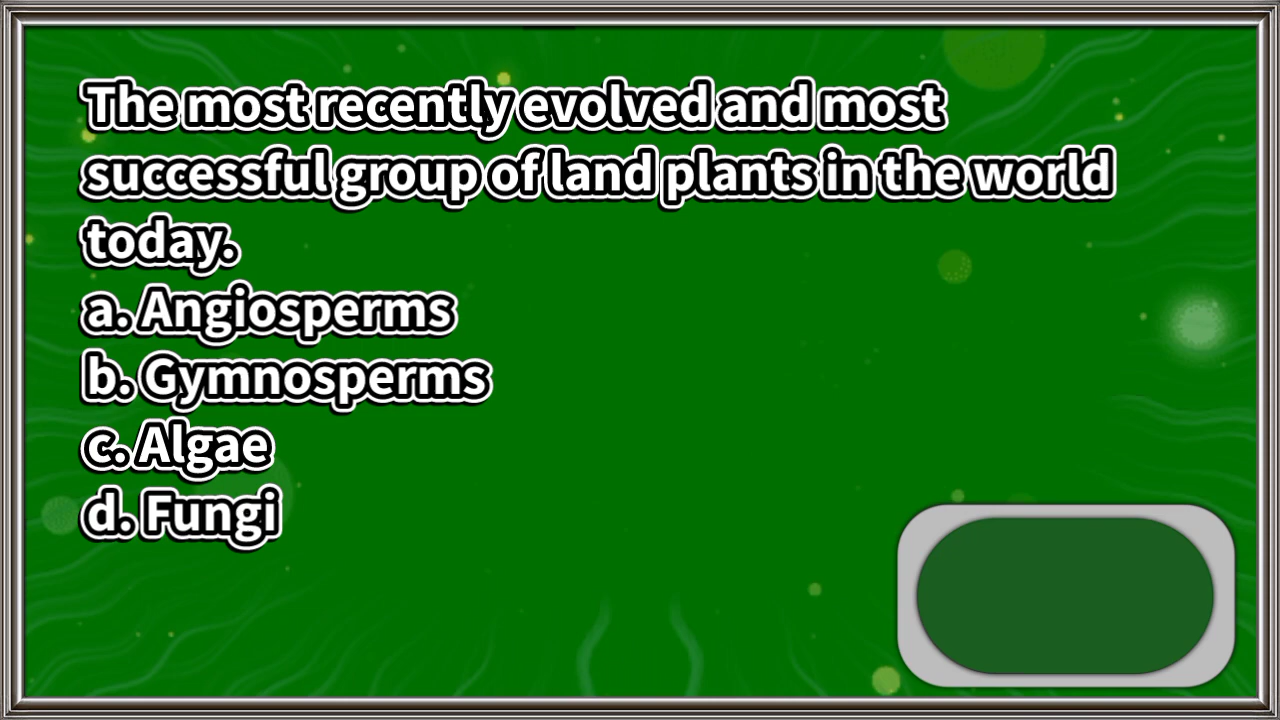 The most recently evolved and most
successful group of land plants in the world
today.
a. Angiosperms
b. Gymnosperms
c. Algae
d. Fungi